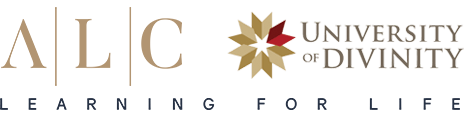 A|L|C
UNIVERSITY
OF DIVINITY
LEARNING FOR LIFE